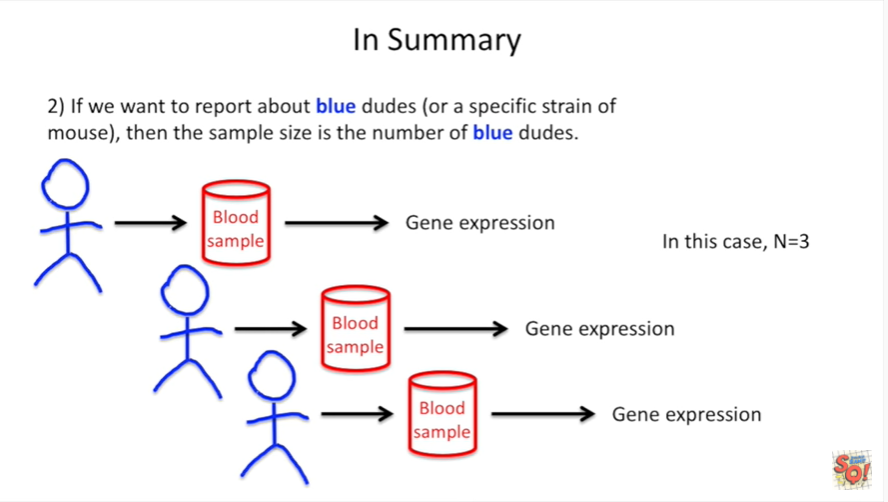 In Summary
2) If we want to report about blue dudes (or a specific strain of
mouse), then the sample size is the number of blue dudes.
Blood
sample
Gene expression
In this case, N=3
Blood
sample
Gene expression
Blood
sample
Gene expression
SQ!